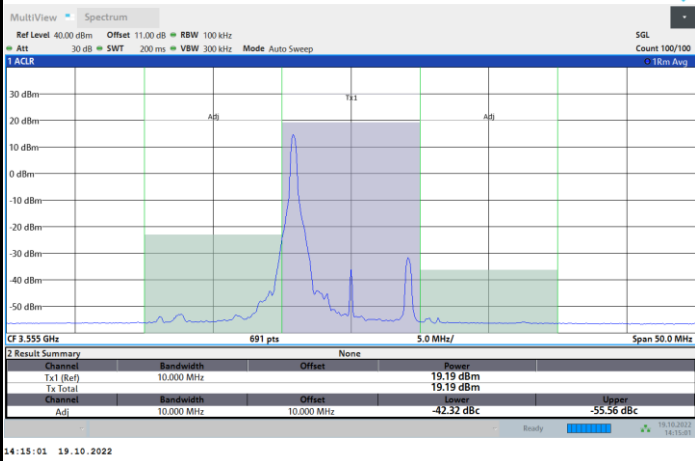 MultiView Spectrum
Ref Level 40.00 dBm Offset 11.00 dB RBW 100 kHz SGL
Att 30 dB SWT 200 ms VBW 300 kHz Mode Auto Sweep Count 100/100
1 ACLR 1Rm Avg
30 dBm
Tx1
20 dBm
Adj Adj
10 dBm
0 dBm
-10 dBm
-20 dBm
-30 dBm
-40 dBm
-50 dBm
CF 3.555 GHz 691 pts 5.0 MHz/ Span 50.0 MHz
2 Result Summary None
Channel Bandwidth Offset Power
Tx1 (Ref) 10.000 MHz 19.19 dBm
Tx Total 19.19 dBm
Channel Bandwidth Offset Lower Upper
Adj 10.000 MHz 10.000 MHz -42.32 dBc -55.56 dBc
Ready 19.10.2022
14:15:01
14:15:01 19.10.2022